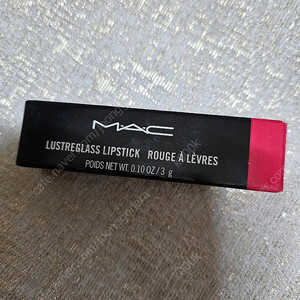 MAC
LUSTREGLASS LIPSTICK ROUGE À LÈVRES
POIDS NET WT. 0.10 OZ / 3 g